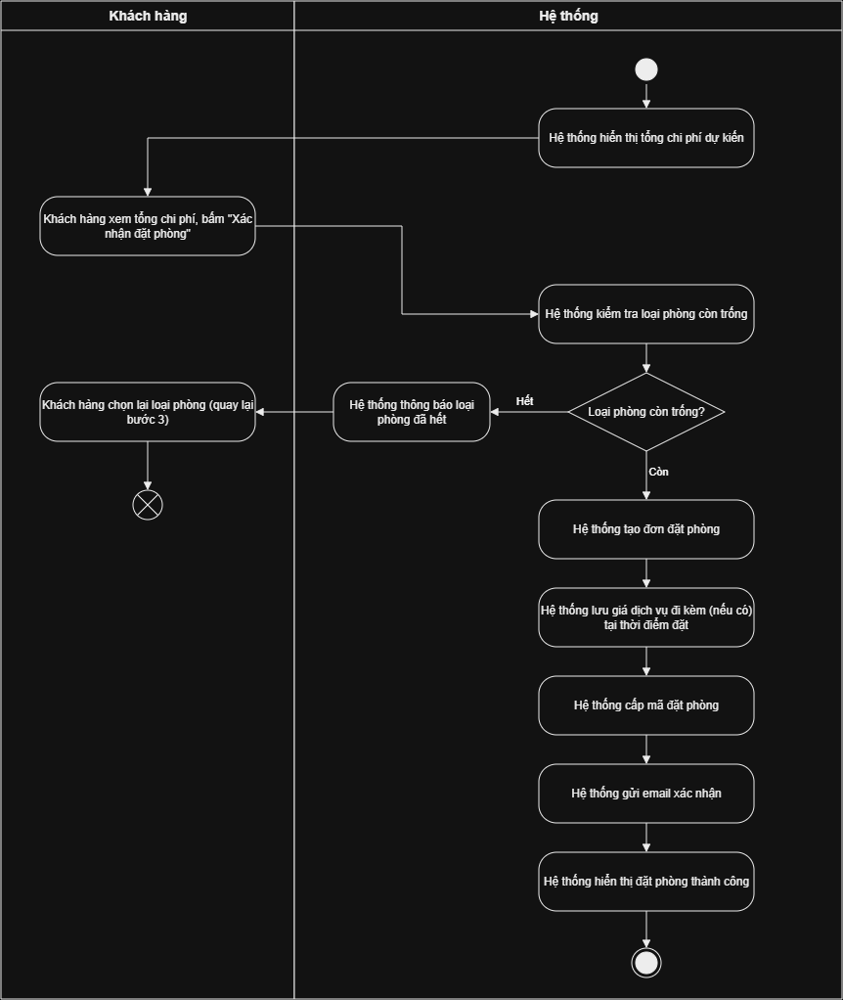 Khách hàng
Hệ thống
Hệ thống hiển thị tổng chi phí dự kiến
Khách hàng xem tổng chi phí, bấm "Xác
nhận đặt phòng"
Hệ thống kiểm tra loại phòng còn trống
Loại phòng còn trống?
Hết
Hệ thống thông báo loại
phòng đã hết
Khách hàng chọn lại loại phòng (quay lại
bước 3)
Còn
Hệ thống tạo đơn đặt phòng
Hệ thống lưu giá dịch vụ đi kèm (nếu có)
tại thời điểm đặt
Hệ thống cấp mã đặt phòng
Hệ thống gửi email xác nhận
Hệ thống hiển thị đặt phòng thành công